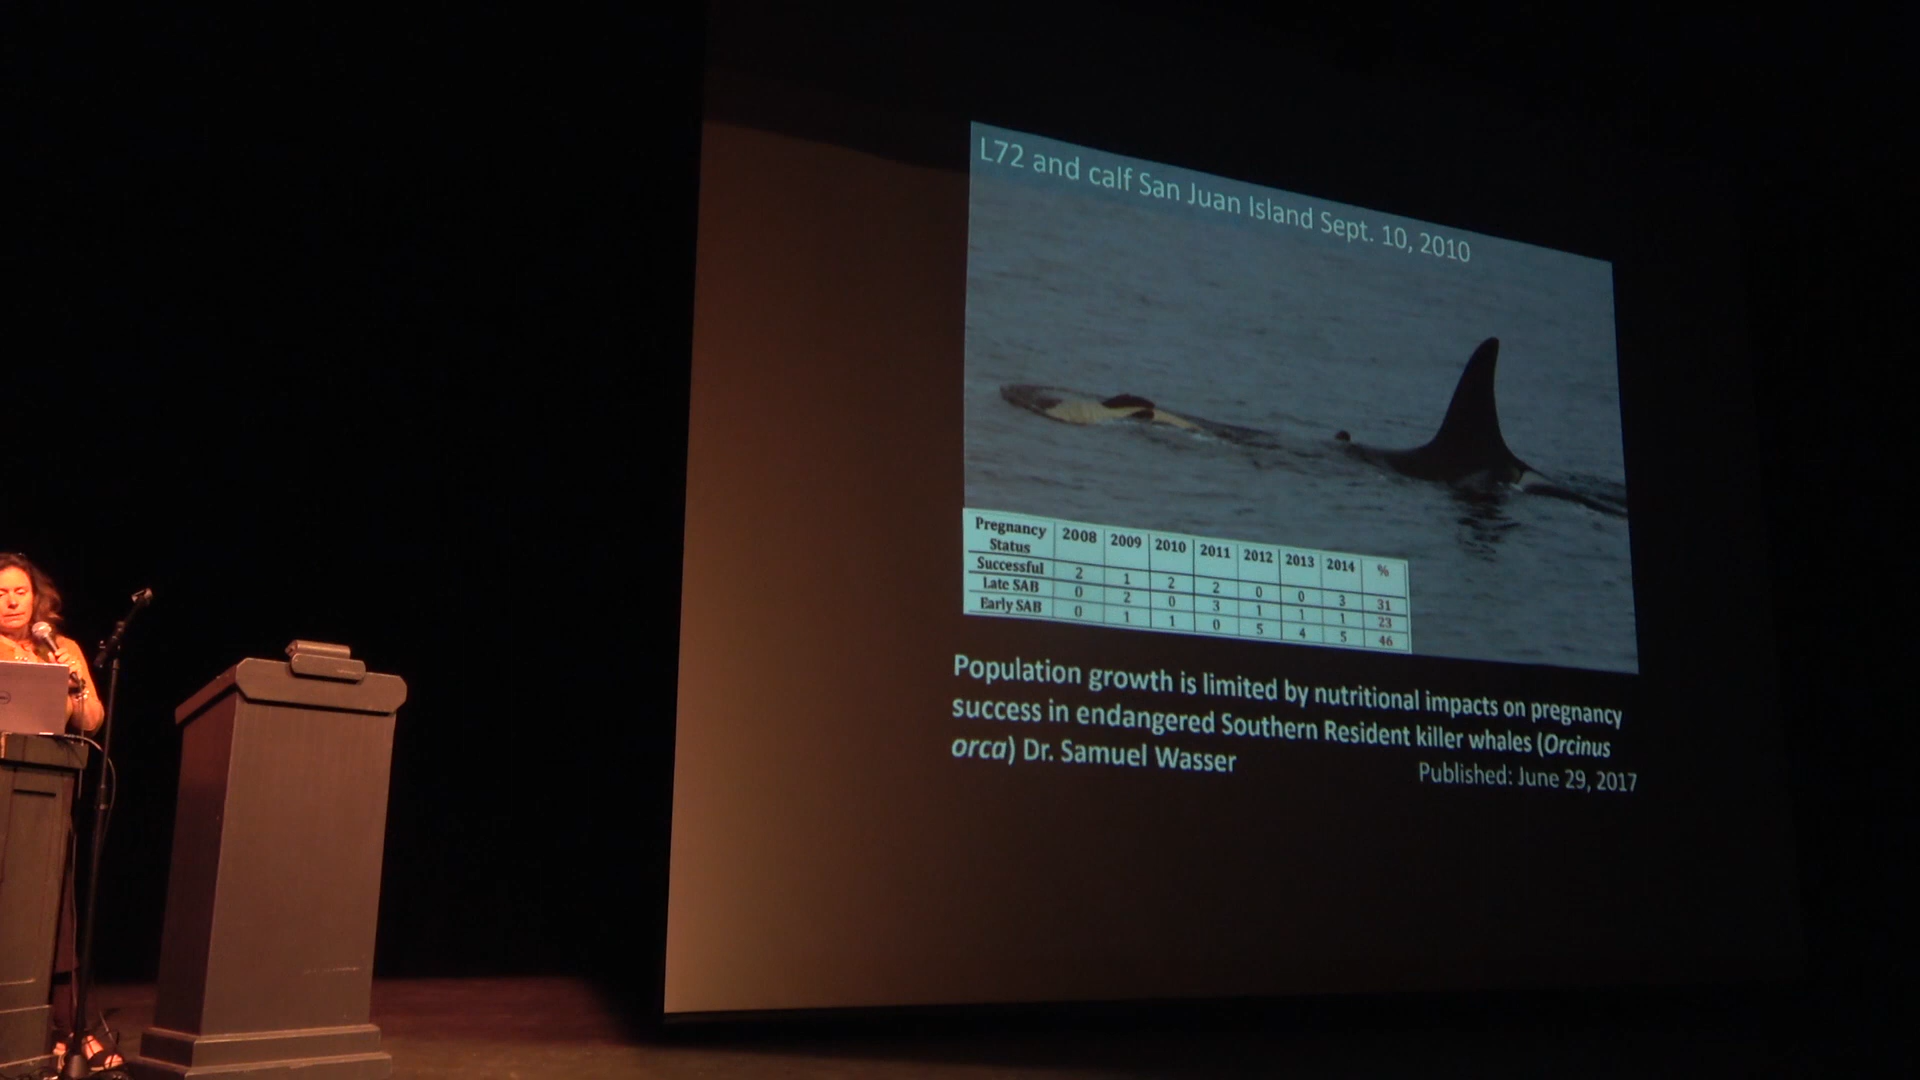 L72 and calf San Juan Island Sept. 10, 2010
Pregnancy Status 2008 2009 2010 2011 2012 2013 2014 %
Successful 2 1 2 2 0 0 3 31
Late SAB 0 2 0 3 1 1 1 23
Early SAB 0 1 1 0 5 4 5 46
Population growth is limited by nutritional impacts on pregnancy
success in endangered Southern Resident killer whales (Orcinus
orca) Dr. Samuel Wasser
Published: June 29, 2017